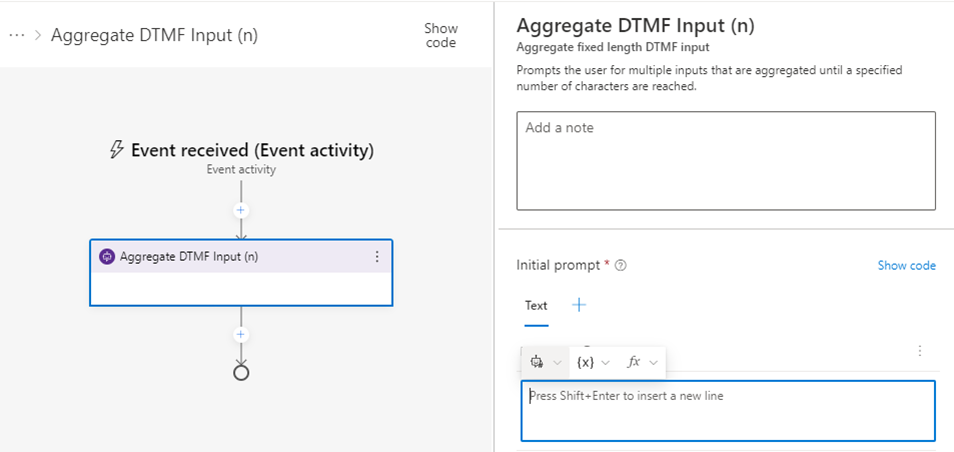 ··· > Aggregate DTMF Input (n)
Show
code
Event received (Event activity)
Event activity
+
Aggregate DTMF Input (n)
+
Aggregate DTMF Input (n)
Aggregate fixed length DTMF input
Prompts the user for multiple inputs that are aggregated until a specified
number of characters are reached.
Add a note
Initial prompt * ?
Show code
Text +
{x} fx
Press Shift+Enter to insert a new line